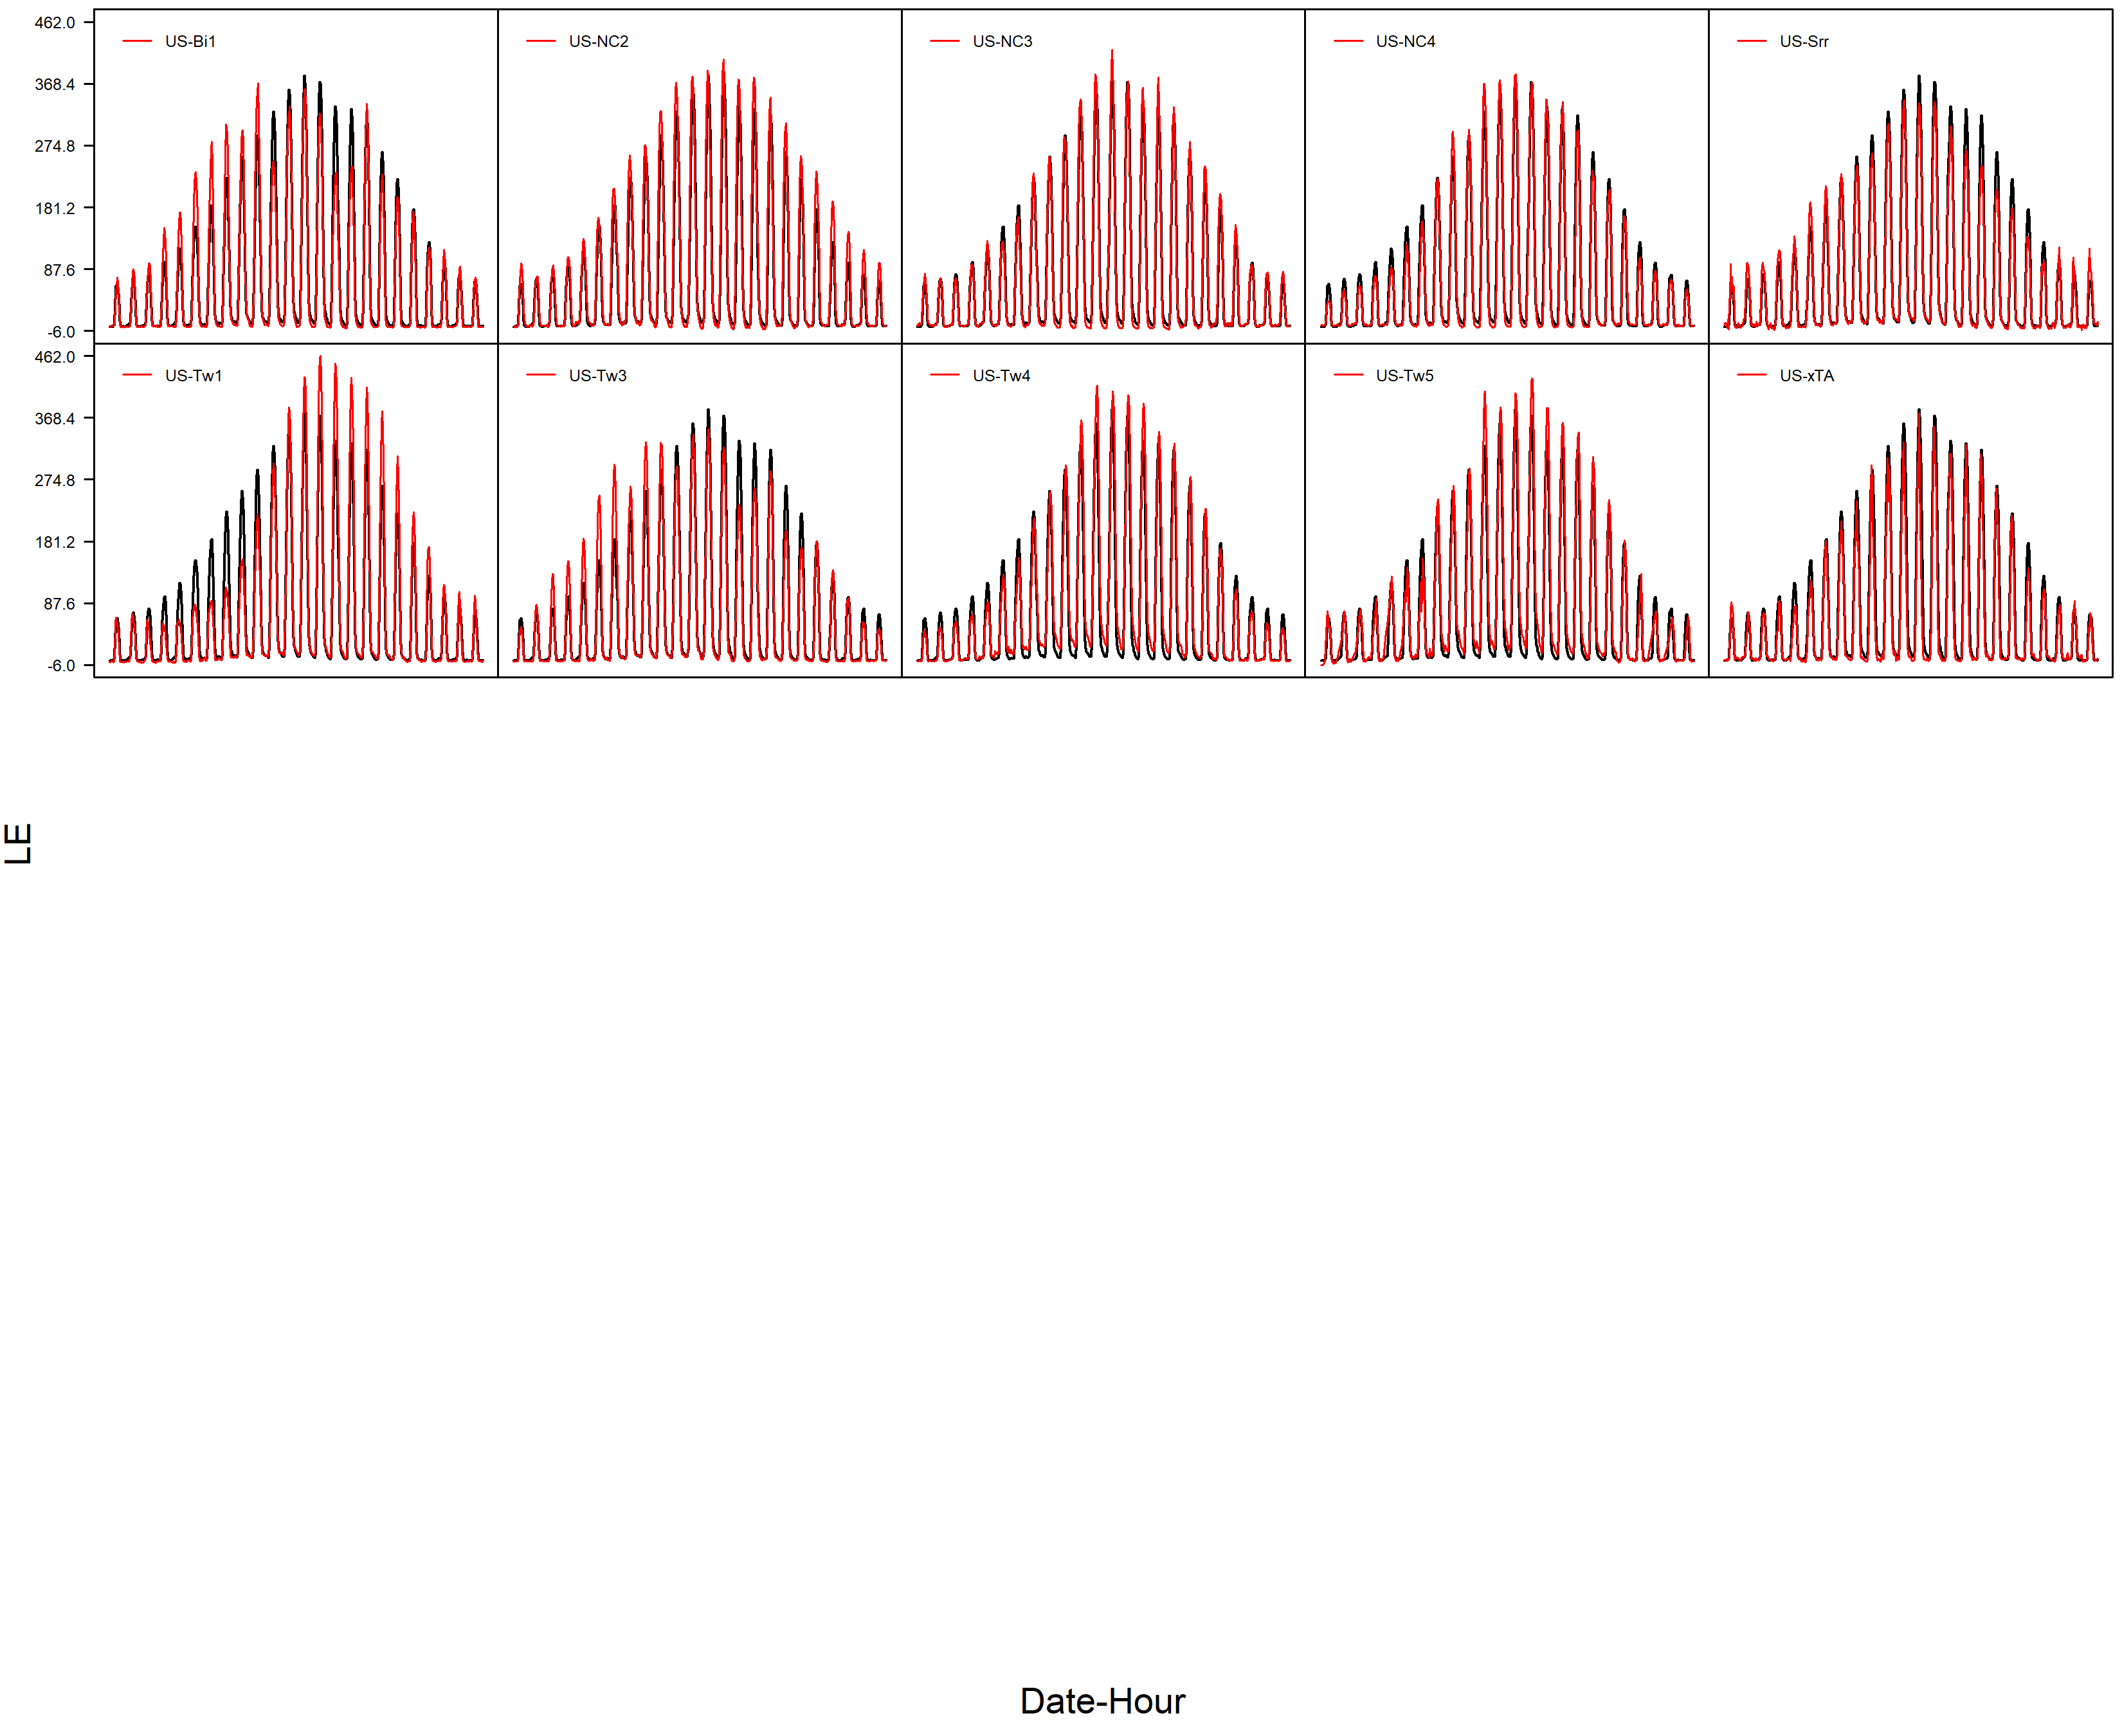 462.0
368.4
274.8
181.2
87.6
-6.0
US-Bi1
US-NC2
US-NC3
US-NC4
US-Srr
462.0
368.4
274.8
181.2
87.6
-6.0
US-Tw1
US-Tw3
US-Tw4
US-Tw5
US-xTA
LE
Date-Hour